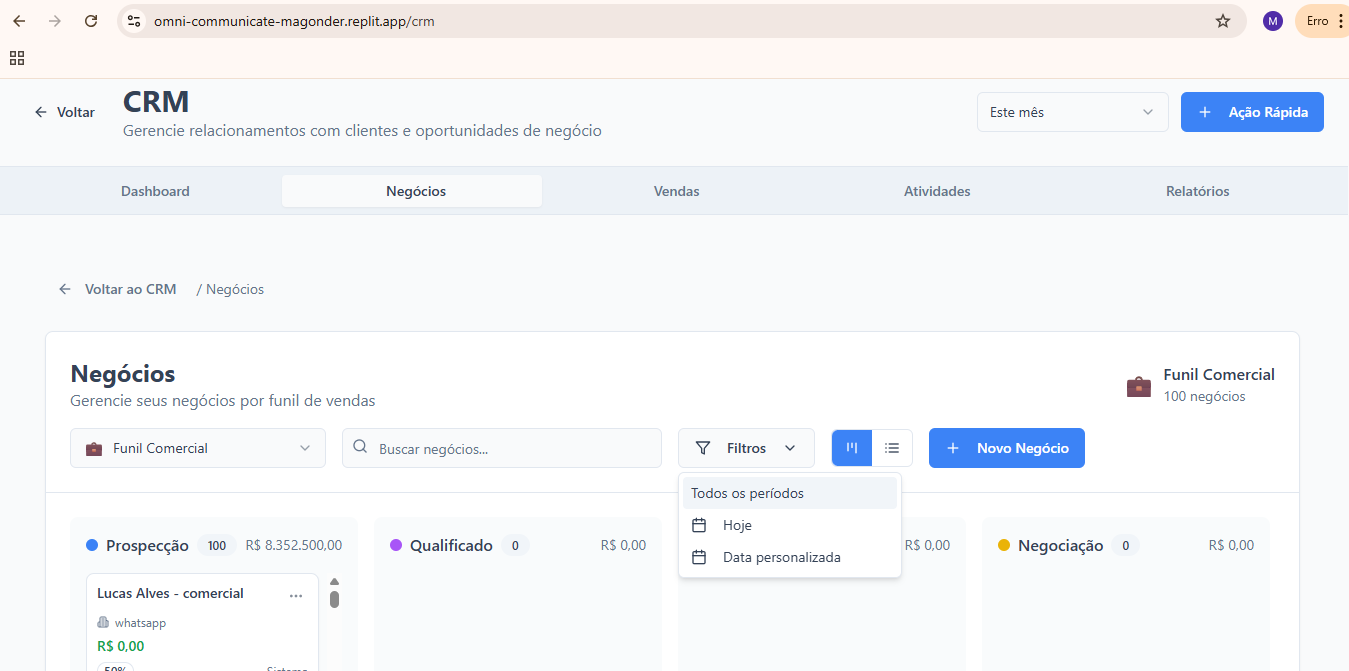 omni-communicate-magonder.replit.app/crm
M
Erro
Voltar
CRM
Gerencie relacionamentos com clientes e oportunidades de negócio
Este mês
Ação Rápida
Dashboard
Negócios
Vendas
Atividades
Relatórios
Voltar ao CRM / Negócios
Negócios
Gerencie seus negócios por funil de vendas
Funil Comercial
100 negócios
Funil Comercial
Buscar negócios...
Filtros
Novo Negócio
Todos os períodos
Hoje
Data personalizada
Prospecção 100 R$ 8.352.500,00
Qualificado 0 R$ 0,00
R$ 0,00
Negociação 0 R$ 0,00
Lucas Alves - comercial
whatsapp
R$ 0,00
50% Sistema